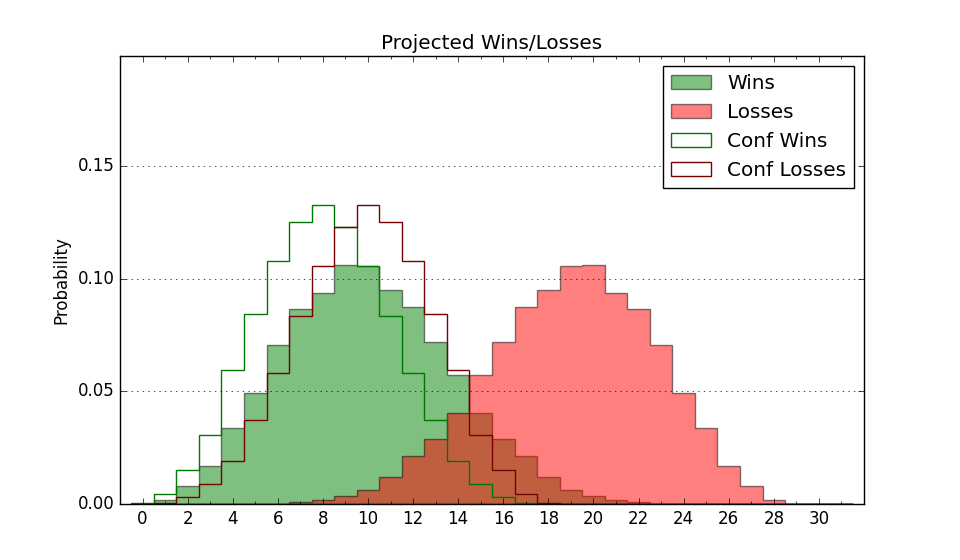 Projected Wins/Losses
Wins
Losses
Conf Wins
Conf Losses
Probability
0.15
0.10
0.05
0.00
0 2 4 6 8 10 12 14 16 18 20 22 24 26 28 30